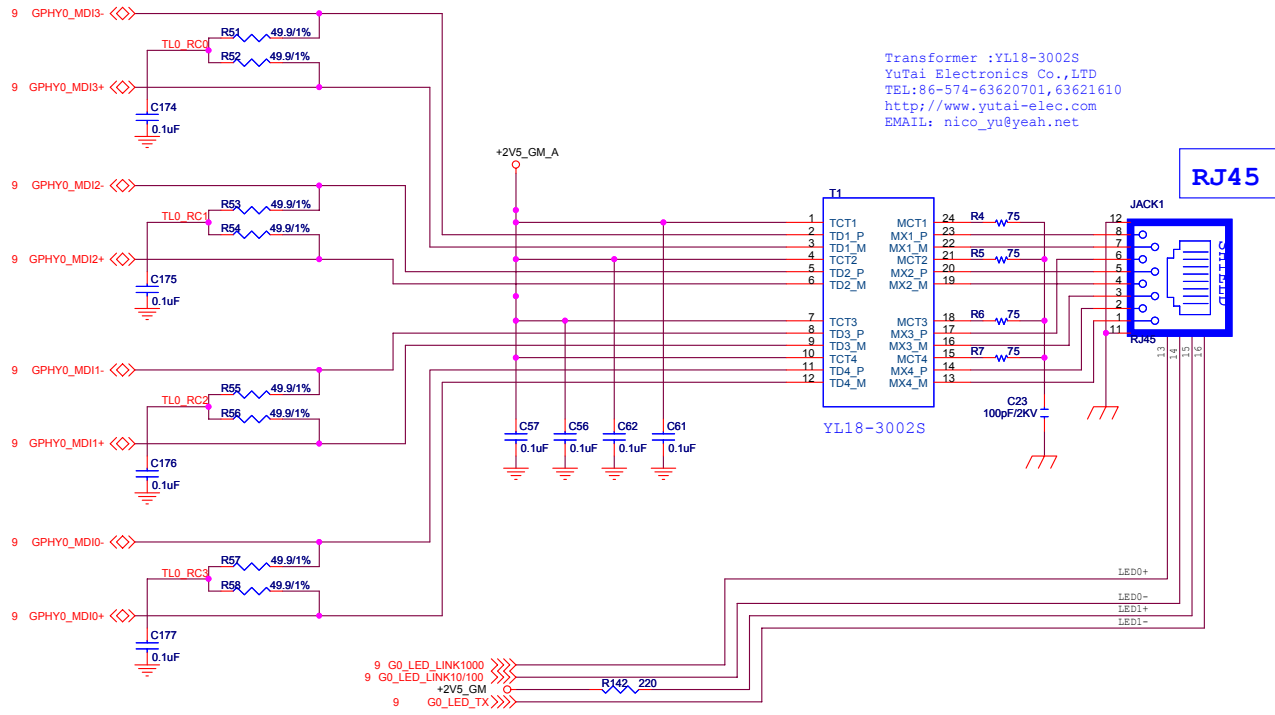 9 GPHY0_MDI3-
R51 49.9/1%
TL0_RC0
R52 49.9/1%
9 GPHY0_MDI3+
C174
0.1uF
9 GPHY0_MDI2-
R53 49.9/1%
TL0_RC1
R54 49.9/1%
9 GPHY0_MDI2+
C175
0.1uF
9 GPHY0_MDI1-
R55 49.9/1%
TL0_RC2
R56 49.9/1%
9 GPHY0_MDI1+
C176
0.1uF
9 GPHY0_MDI0-
R57 49.9/1%
TL0_RC3
R58 49.9/1%
9 GPHY0_MDI0+
C177
0.1uF
Transformer :YL18-3002S
YuTai Electronics Co.,LTD
TEL:86-574-63620701,63621610
http;//www.yutai-elec.com
EMAIL: nico_yu@yeah.net
+2V5_GM_A
C57
0.1uF
C56
0.1uF
C62
0.1uF
C61
0.1uF
T1
1 TCT1 MCT1 24
2 TD1_P MX1_P 23
3 TD1_M MX1_M 22
4 TCT2 MCT2 21
5 TD2_P MX2_P 20
6 TD2_M MX2_M 19
7 TCT3 MCT3 18
8 TD3_P MX3_P 17
9 TD3_M MX3_M 16
10 TCT4 MCT4 15
11 TD4_P MX4_P 14
12 TD4_M MX4_M 13
YL18-3002S
R4 75
R5 75
R6 75
R7 75
C23
100pF/2KV
RJ45
JACK1
12
8
7
6
5
4
3
2
1
11
SHIELD
RJ45
13
14
15
16
LED0+
LED0-
LED1+
LED1-
9 G0_LED_LINK1000
9 G0_LED_LINK10/100
+2V5_GM
R142 220
9 G0_LED_TX